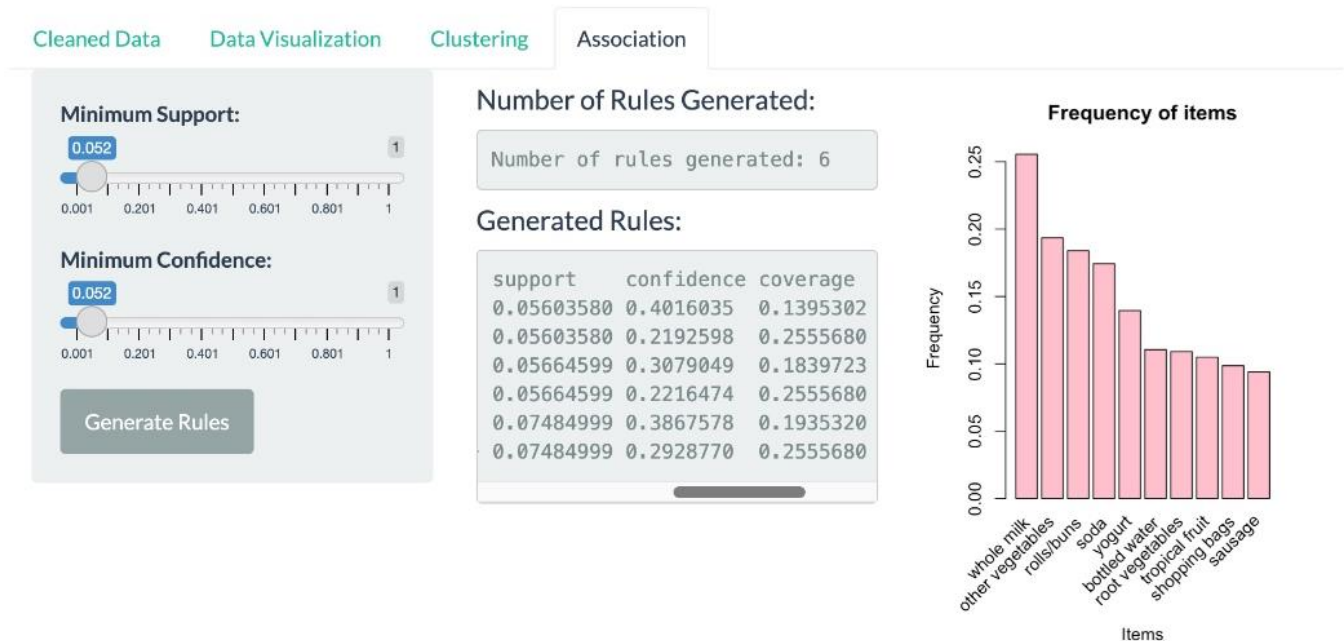 Cleaned Data Data Visualization Clustering Association
Minimum Support:
0.052 1
0.001 0.201 0.401 0.601 0.801 1
Minimum Confidence:
0.052 1
0.001 0.201 0.401 0.601 0.801 1
Generate Rules
Number of Rules Generated:
Number of rules generated: 6
Generated Rules:
support confidence coverage
0.05603580 0.4016035 0.1395302
0.05603580 0.2192598 0.2555680
0.05664599 0.3079049 0.1839723
0.05664599 0.2216474 0.2555680
0.07484999 0.3867578 0.1935320
0.07484999 0.2928770 0.2555680
Frequency of items
Frequency
0.25
0.20
0.15
0.10
0.05
0.00
whole milk
other vegetables
rolls/buns
soda
yogurt
bottled water
root vegetables
tropical fruit
shopping bags
sausage
Items